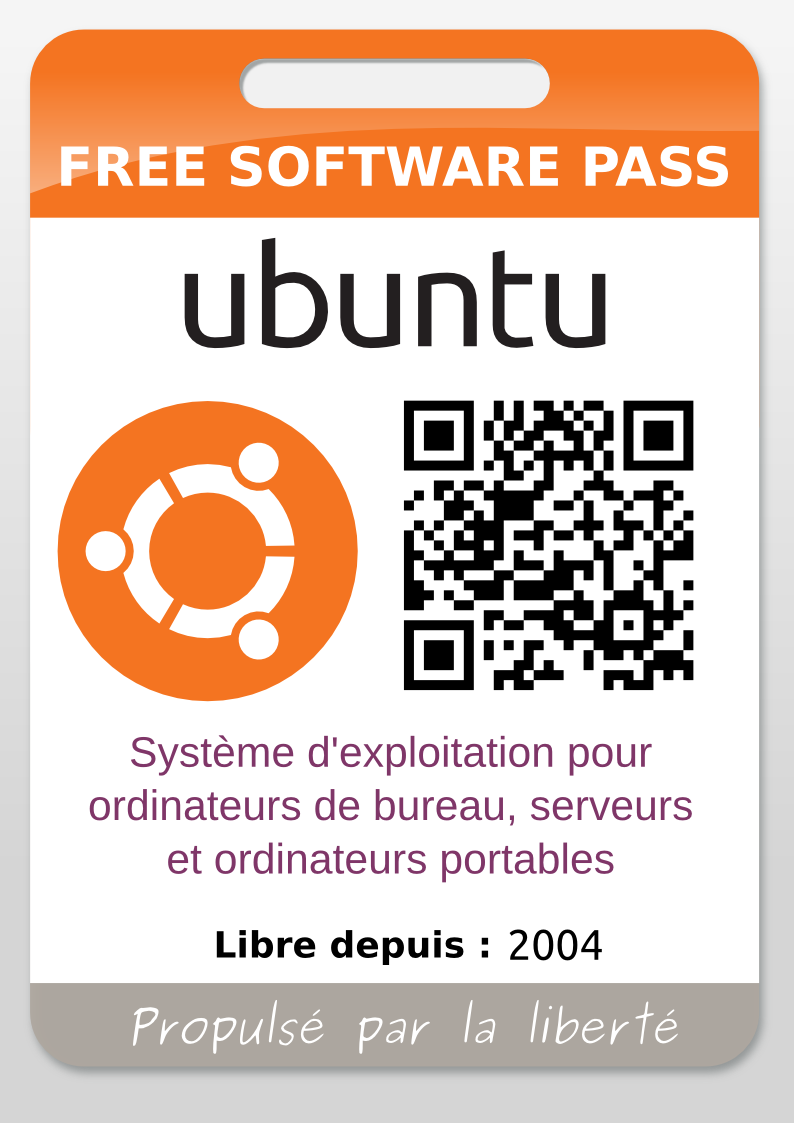 FREE SOFTWARE PASS
ubuntu
Système d'exploitation pour
ordinateurs de bureau, serveurs
et ordinateurs portables
Libre depuis : 2004
Propulsé par la liberté